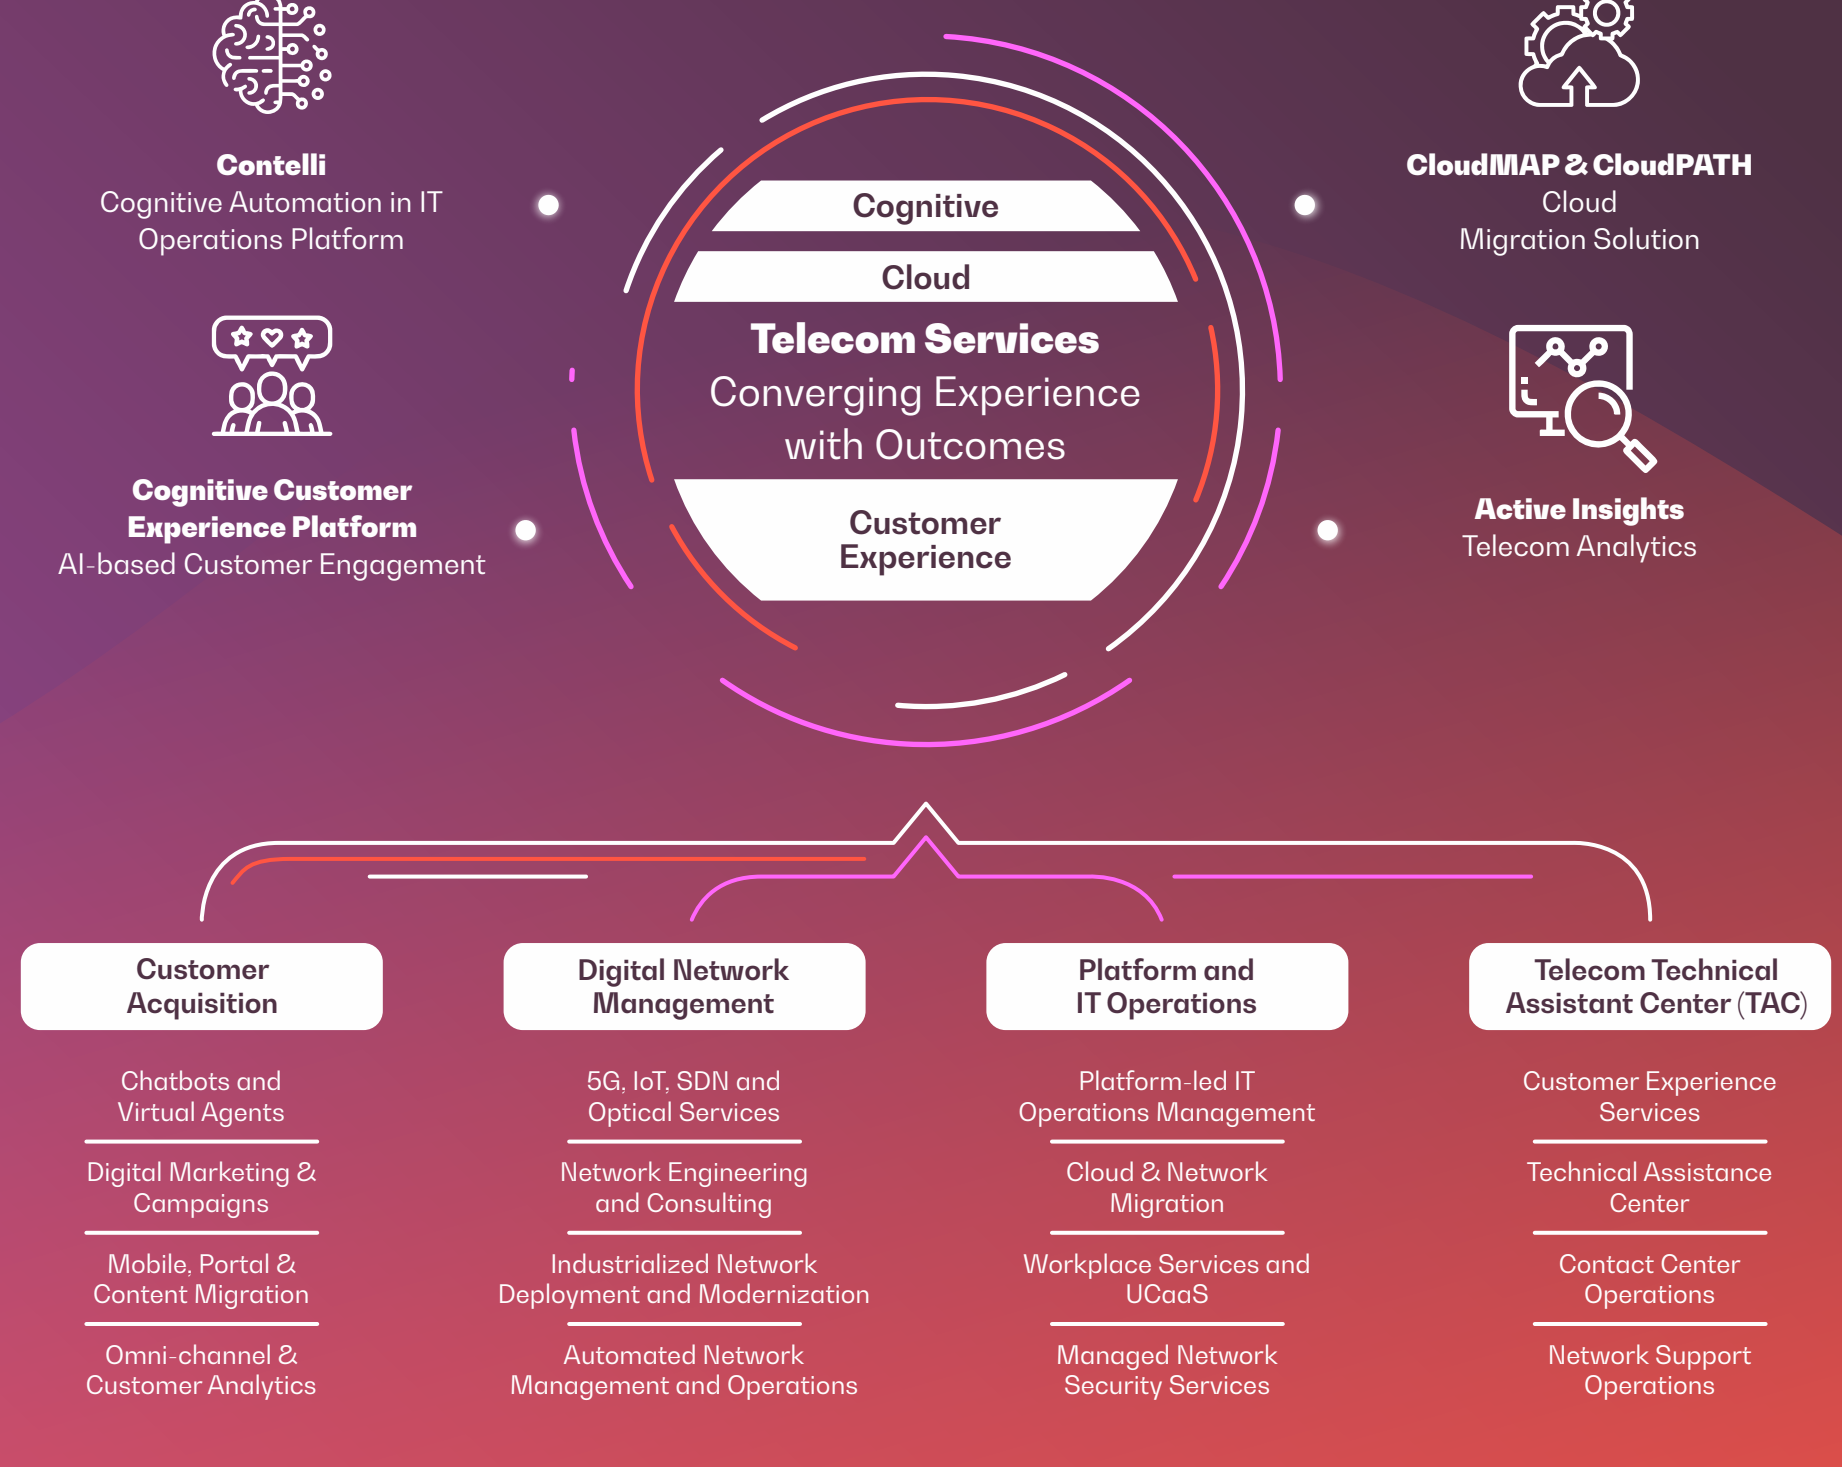 Contelli
Cognitive Automation in IT
Operations Platform
Cognitive Customer
Experience Platform
AI-based Customer Engagement
Cognitive
Cloud
Telecom Services
Converging Experience
with Outcomes
Customer
Experience
CloudMAP & CloudPATH
Cloud
Migration Solution
Active Insights
Telecom Analytics
Customer
Acquisition
Chatbots and
Virtual Agents
Digital Marketing &
Campaigns
Mobile, Portal &
Content Migration
Omni-channel &
Customer Analytics
Digital Network
Management
5G, IoT, SDN and
Optical Services
Network Engineering
and Consulting
Industrialized Network
Deployment and Modernization
Automated Network
Management and Operations
Platform and
IT Operations
Platform-led IT
Operations Management
Cloud & Network
Migration
Workplace Services and
UCaaS
Managed Network
Security Services
Telecom Technical
Assistant Center (TAC)
Customer Experience
Services
Technical Assistance
Center
Contact Center
Operations
Network Support
Operations